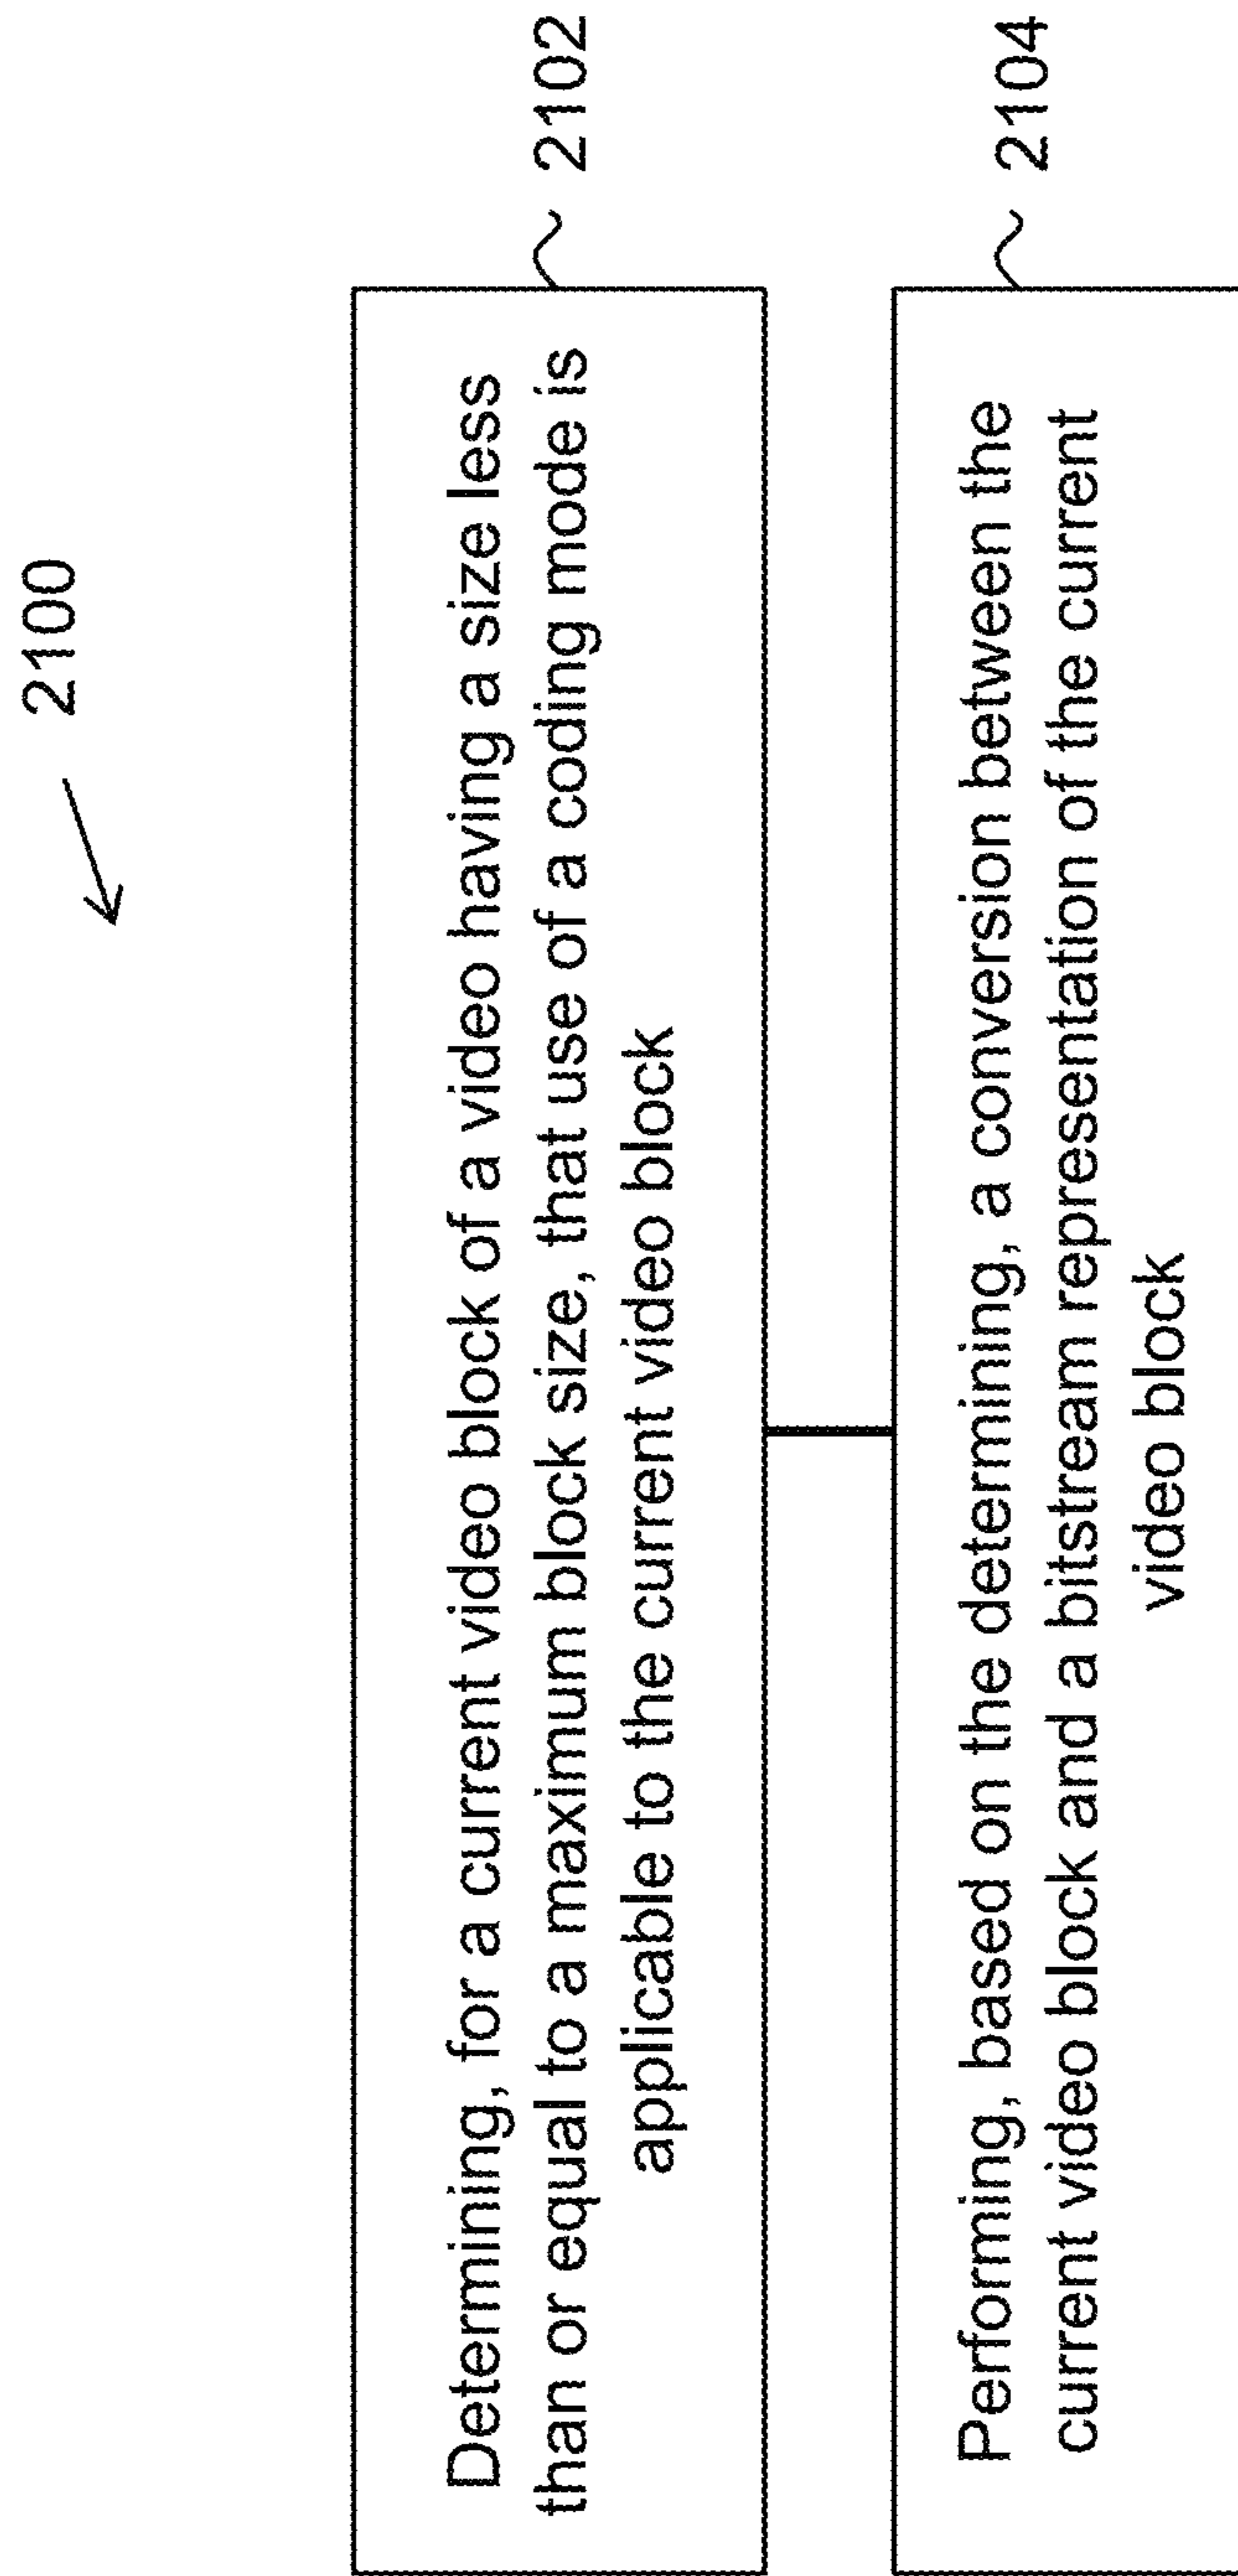 2100
Determining, for a current video block of a video having a size less
than or equal to a maximum block size, that use of a coding mode is
applicable to the current video block
2102
Performing, based on the determining, a conversion between the
current video block and a bitstream representation of the current
video block
2104